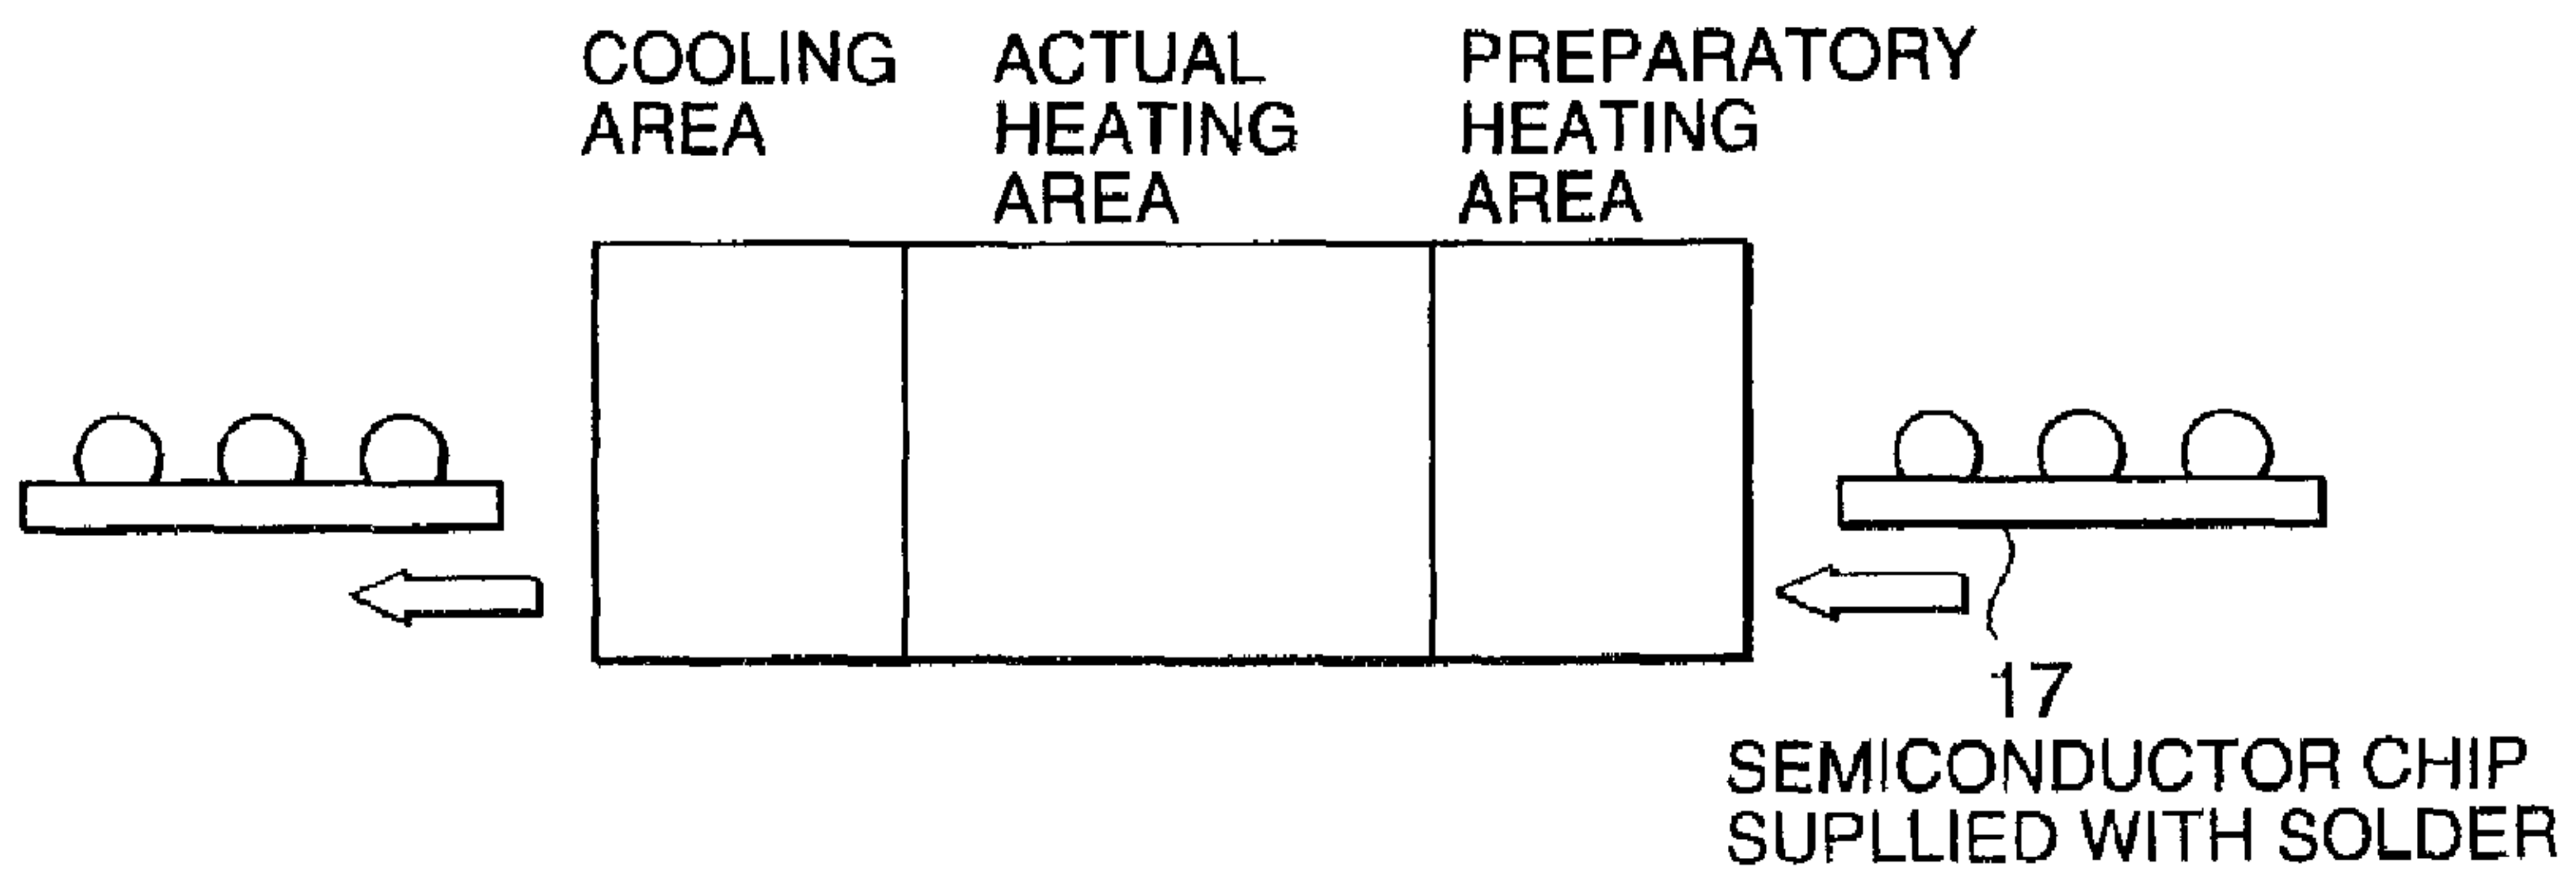 COOLING
AREA
ACTUAL
HEATING
AREA
PREPARATORY
HEATING
AREA
17
SEMICONDUCTOR CHIP
SUPLLIED WITH SOLDER